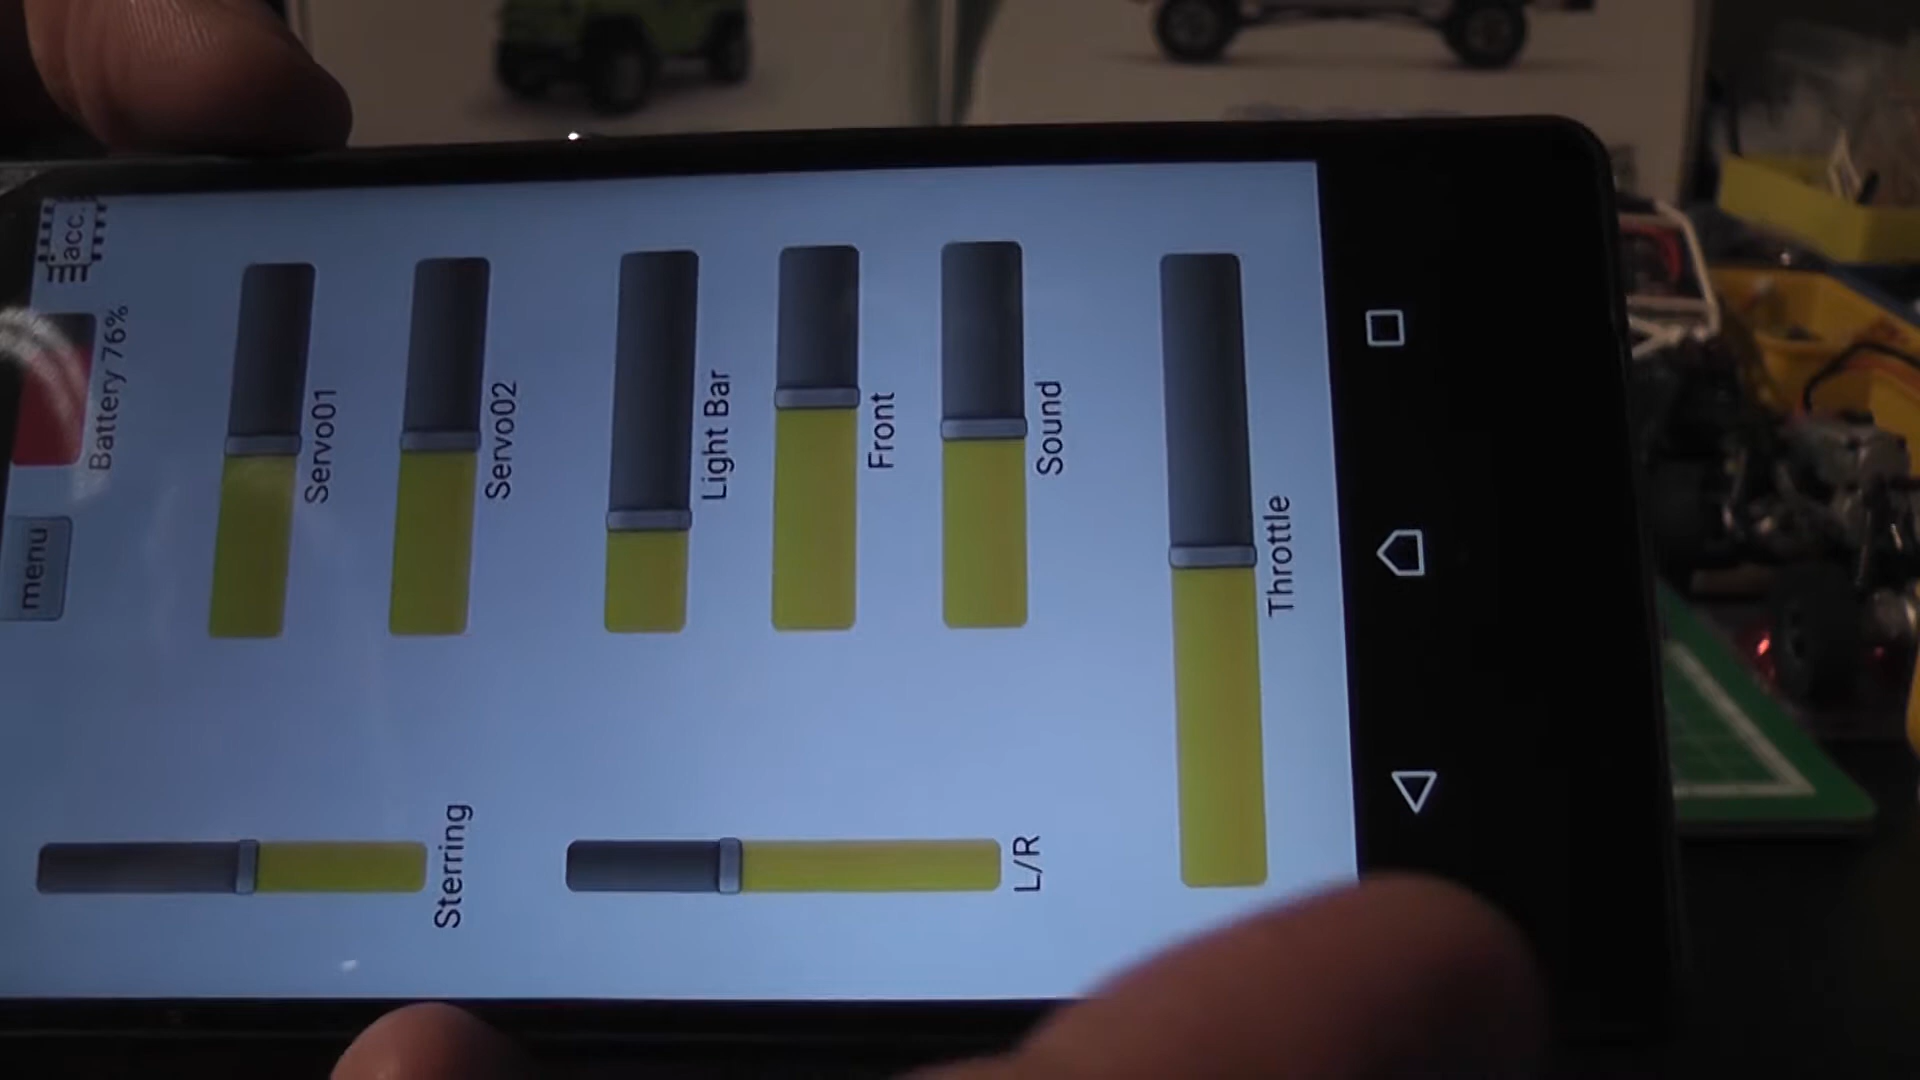 acc.
menu
Battery 76%
Servo01
Servo02
Light Bar
Front
Sound
Throttle
Sterring
L/R